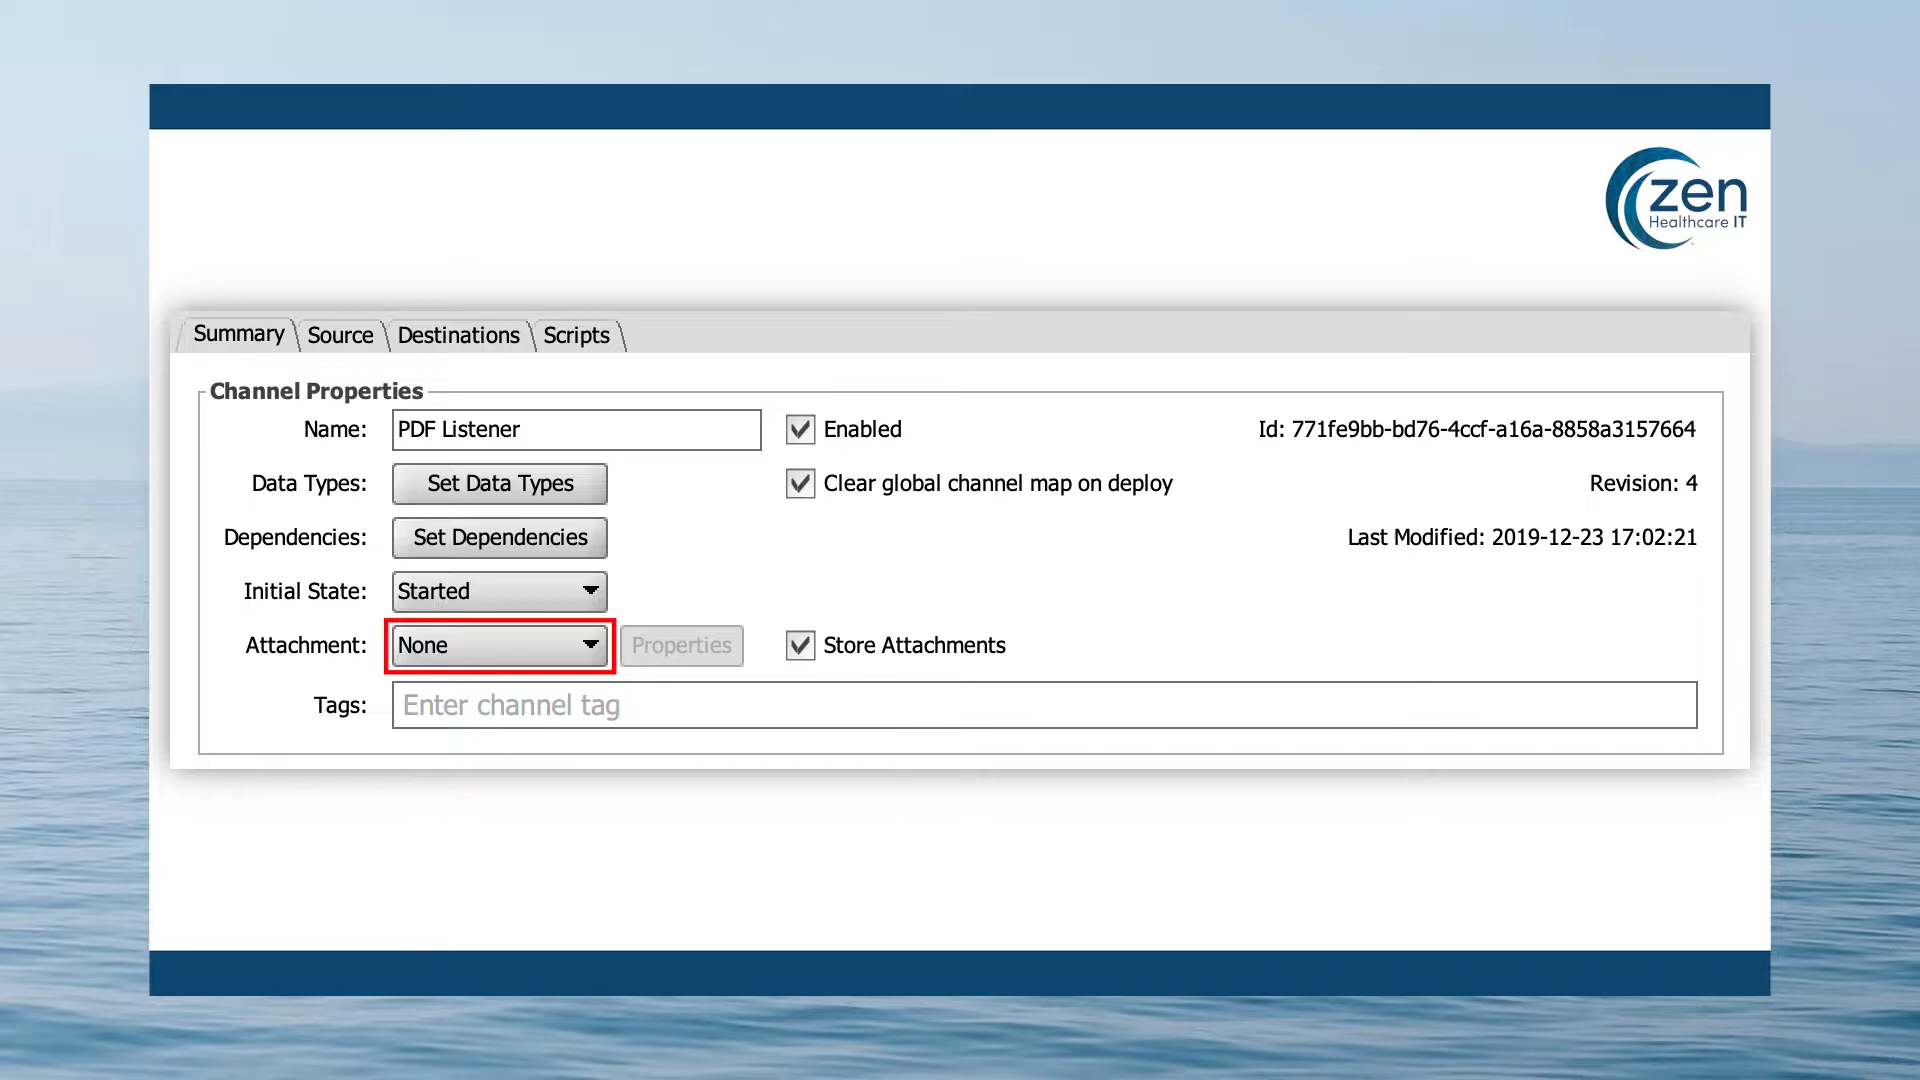 zen
Healthcare IT
Summary Source Destinations Scripts
Channel Properties
Name: PDF Listener Enabled Id: 771fe9bb-bd76-4ccf-a16a-8858a3157664
Data Types: Set Data Types Clear global channel map on deploy Revision: 4
Dependencies: Set Dependencies Last Modified: 2019-12-23 17:02:21
Initial State: Started
Attachment: None Properties Store Attachments
Tags: Enter channel tag